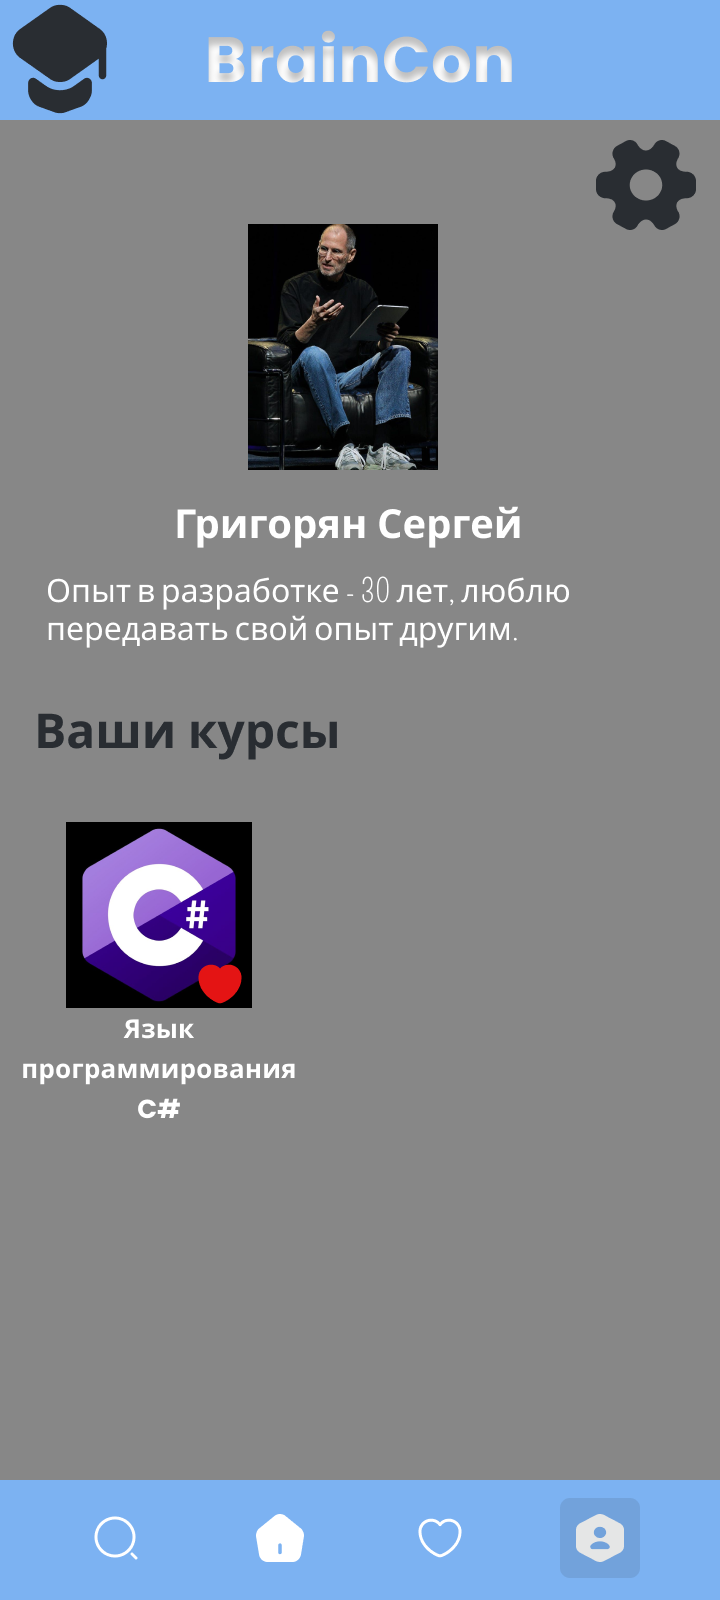 BrainCon
Григорян Сергей
Опыт в разработке - 30 лет, люблю
передавать свой опыт другим.
Ваши курсы
C#
Язык
программирования
C#